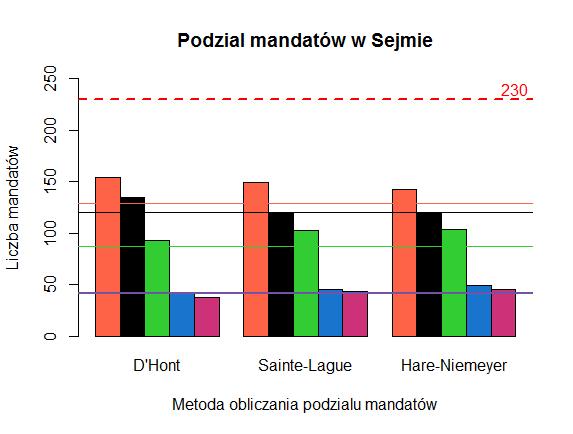 Podzial mandatów w Sejmie
Liczba mandatów
250
200
150
100
50
0
230
D'Hont Sainte-Lague Hare-Niemeyer
Metoda obliczania podzialu mandatów